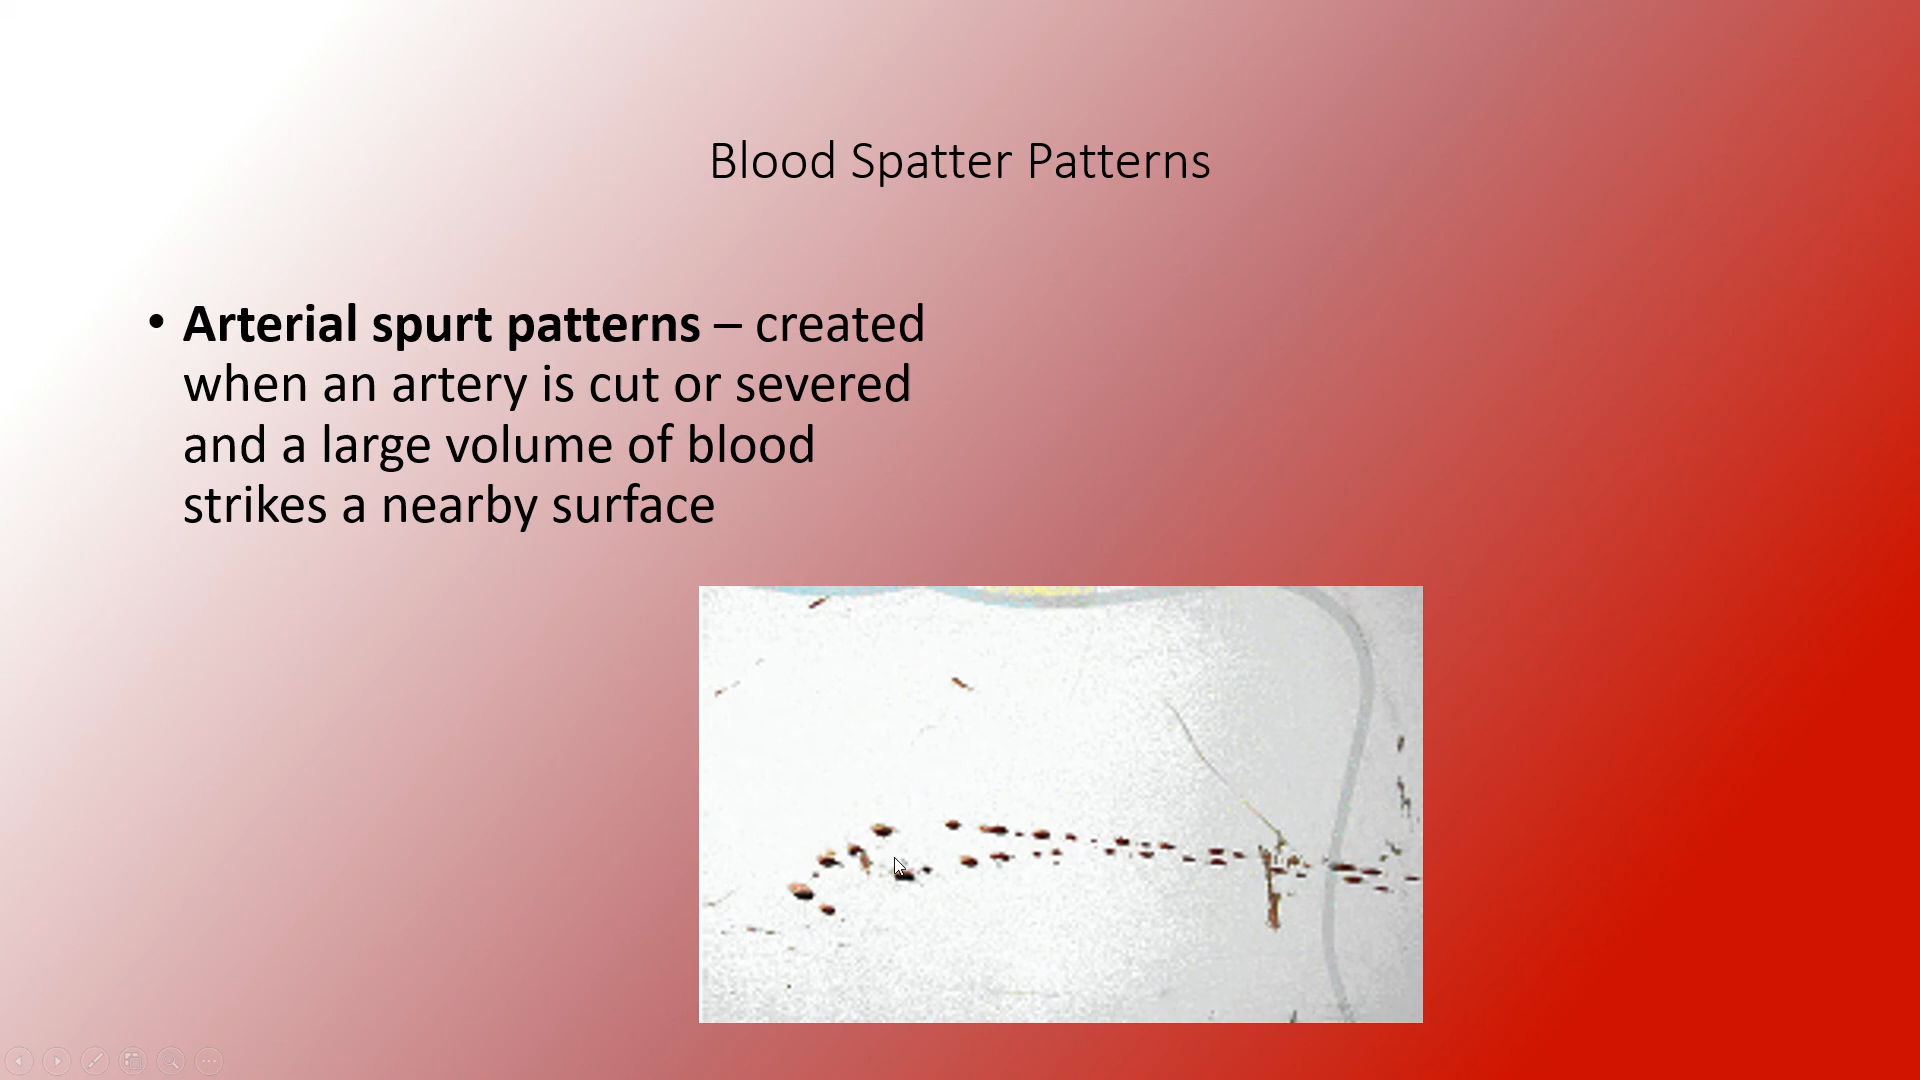 Blood Spatter Patterns
• Arterial spurt patterns – created
when an artery is cut or severed
and a large volume of blood
strikes a nearby surface